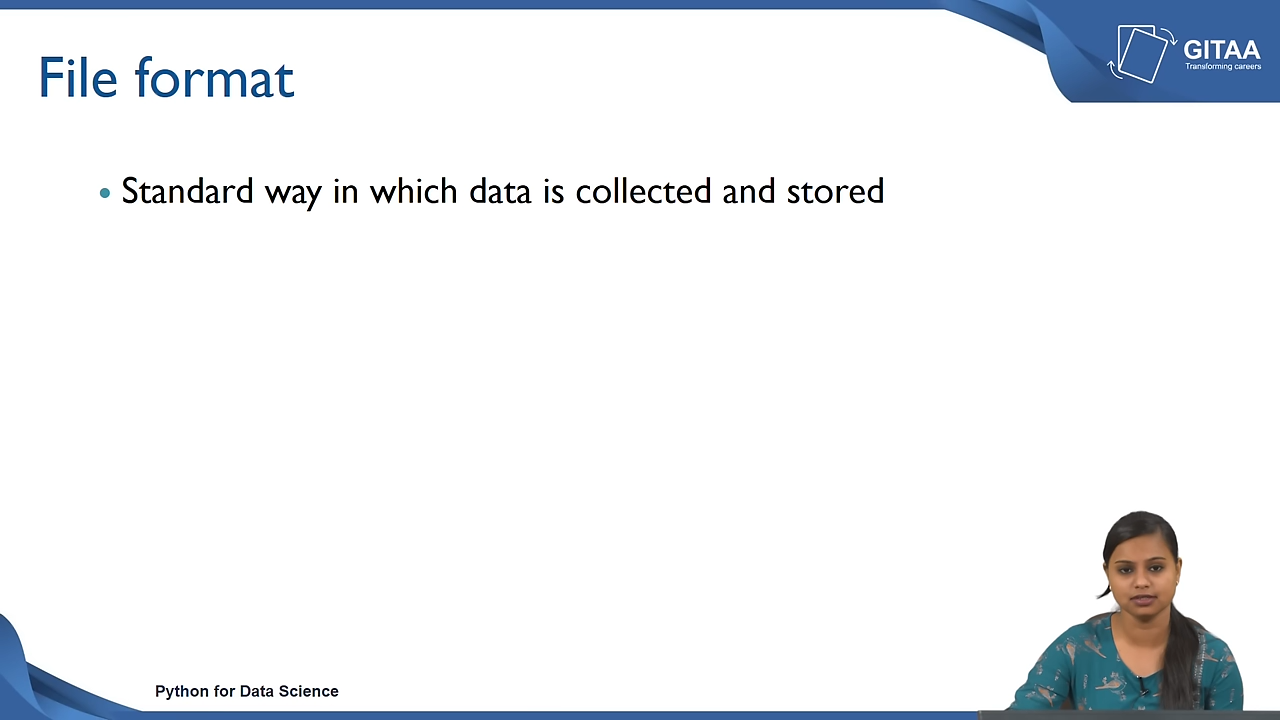 GITAA
Transforming careers
File format
• Standard way in which data is collected and stored
Python for Data Science